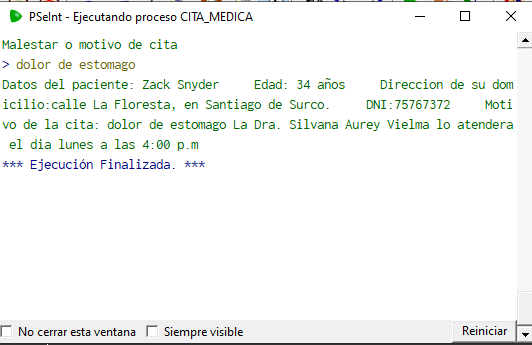 PSeInt - Ejecutando proceso CITA_MEDICA
Malestar o motivo de cita
> dolor de estomago
Datos del paciente: Zack Snyder     Edad: 34 años     Direccion de su dom
icilio:calle La Floresta, en Santiago de Surco.     DNI:75767372     Moti
vo de la cita: dolor de estomago La Dra. Silvana Aurey Vielma lo atendera
 el dia lunes a las 4:00 p.m
*** Ejecución Finalizada. ***
No cerrar esta ventana   Siempre visible   Reiniciar